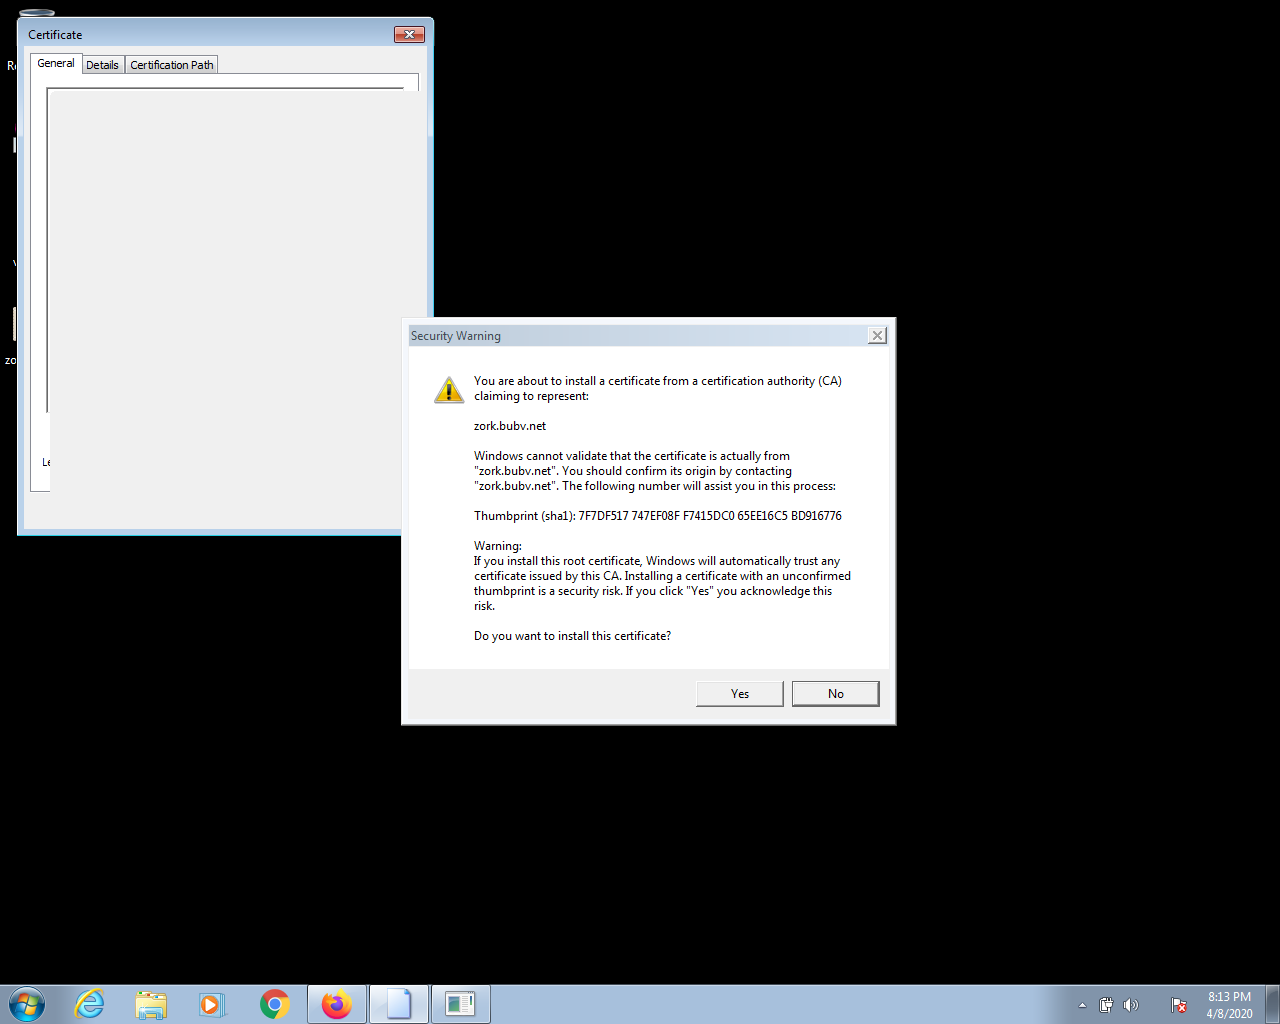 Certificate
General
Details
Certification Path
Security Warning
You are about to install a certificate from a certification authority (CA)
claiming to represent:
zork.bubv.net
Windows cannot validate that the certificate is actually from
"zork.bubv.net". You should confirm its origin by contacting
"zork.bubv.net". The following number will assist you in this process:
Thumbprint (sha1): 7F7DF517 747EF08F F7415DC0 65EE16C5 BD916776
Warning:
If you install this root certificate, Windows will automatically trust any
certificate issued by this CA. Installing a certificate with an unconfirmed
thumbprint is a security risk. If you click "Yes" you acknowledge this
risk.
Do you want to install this certificate?
Yes
No
8:13 PM
4/8/2020